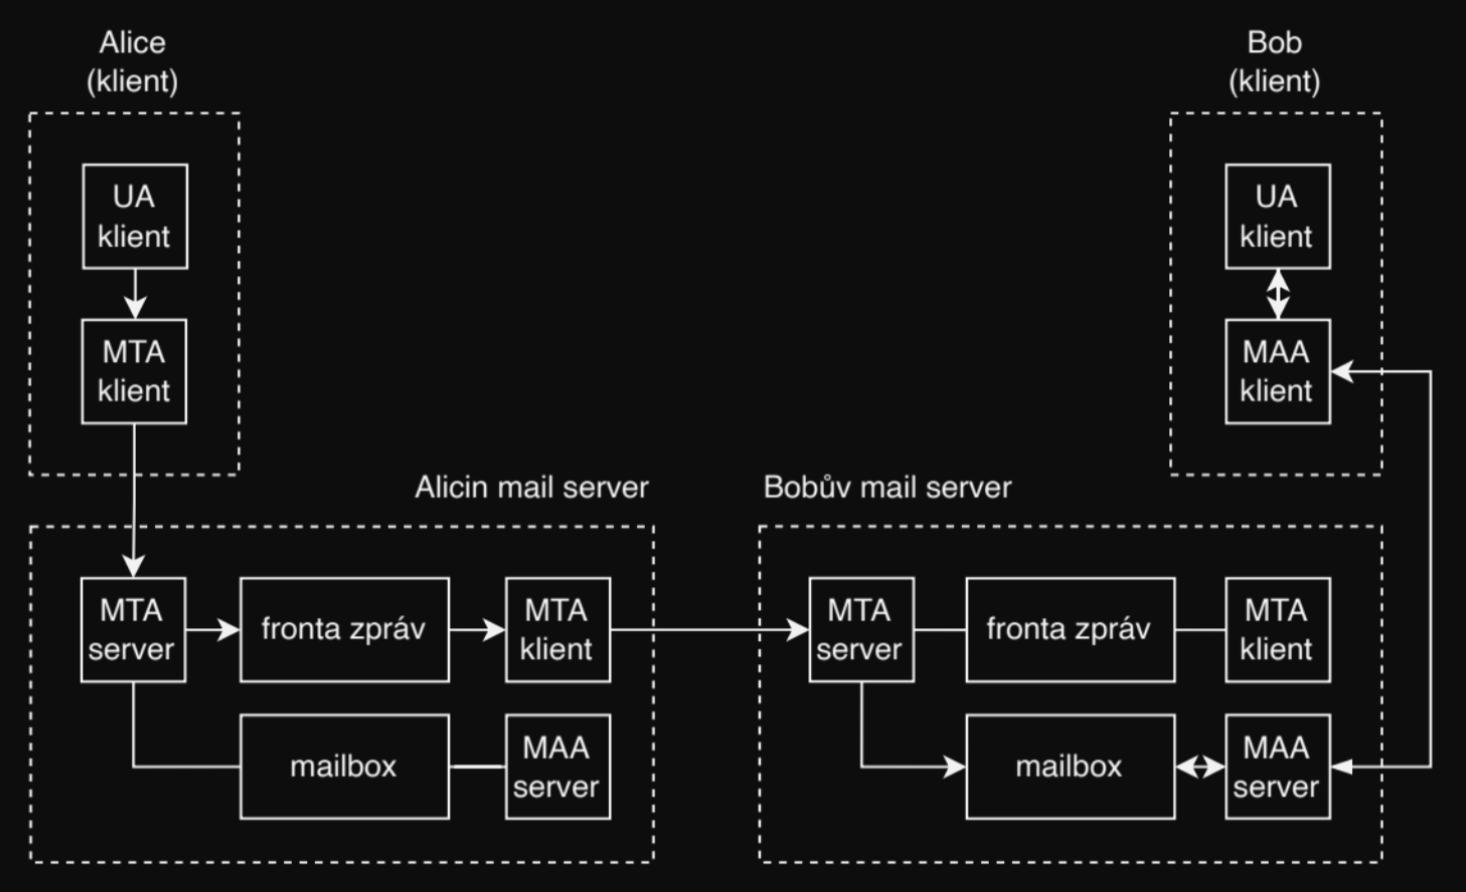 Alice
(klient)
Bob
(klient)
UA
klient
UA
klient
MTA
klient
MAA
klient
Alicin mail server
Bobův mail server
MTA
server
fronta zpráv
MTA
klient
MTA
server
fronta zpráv
MTA
klient
mailbox
MAA
server
mailbox
MAA
server